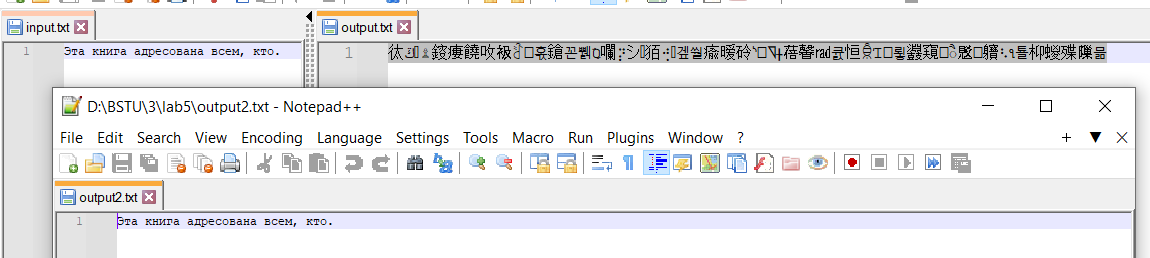 input.txt
output.txt
1 Эта книга адресована всем, кто.
1
D:\BSTU\3\lab5\output2.txt - Notepad++
File Edit Search View Encoding Language Settings Tools Macro Run Plugins Window ?
output2.txt
1 Эта книга адресована всем, кто.